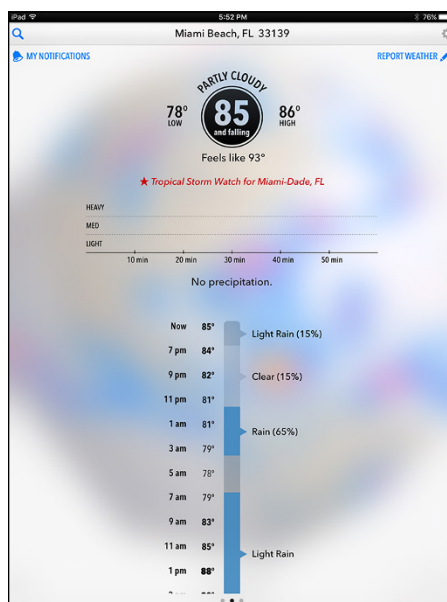 iPad
5:52 PM
76%
Miami Beach, FL 33139
MY NOTIFICATIONS
REPORT WEATHER
PARTLY CLOUDY
78°
LOW
85
and falling
86°
HIGH
Feels like 93°
★ Tropical Storm Watch for Miami-Dade, FL
HEAVY
MED
LIGHT
10 min 20 min 30 min 40 min 50 min
No precipitation.
Now 85° Light Rain (15%)
7 pm 84°
9 pm 82° Clear (15%)
11 pm 81°
1 am 81° Rain (65%)
3 am 79°
5 am 78°
7 am 79°
9 am 83°
11 am 85° Light Rain
1 pm 88°